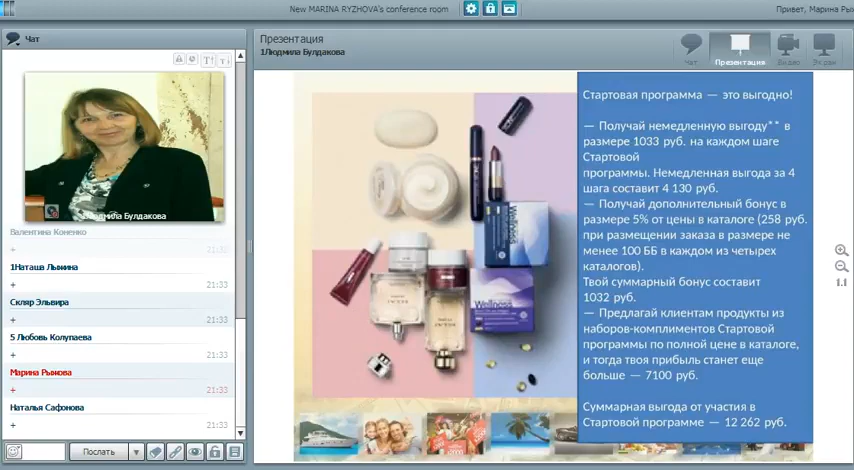 New MARINA RYZHOVA's conference room
Привет, Марина Рыж
Чат
Людмила Булдакова
Валентина Коненко
+
21:32
1Наташа Лыжина
+
21:33
Скляр Эльвира
+
21:33
5 Любовь Колупаева
+
21:33
Марина Рыжова
+
21:33
Наталья Сафонова
+
21:33
Послать
Презентация
1Людмила Булдакова
Чат
Презентация
Видео
Экран
Стартовая программа — это выгодно!
— Получай немедленную выгоду** в
размере 1033 руб. на каждом шаге
Стартовой
программы. Немедленная выгода за 4
шага составит 4 130 руб.
— Получай дополнительный бонус в
размере 5% от цены в каталоге (258 руб.
при размещении заказа в размере не
менее 100 ББ в каждом из четырех
каталогов).
Твой суммарный бонус составит
1032 руб.
— Предлагай клиентам продукты из
наборов-комплиментов Стартовой
программы по полной цене в каталоге,
и тогда твоя прибыль станет еще
больше — 7100 руб.
Суммарная выгода от участия в
Стартовой программе — 12 262 руб.
Wellness
Wellness
1:1